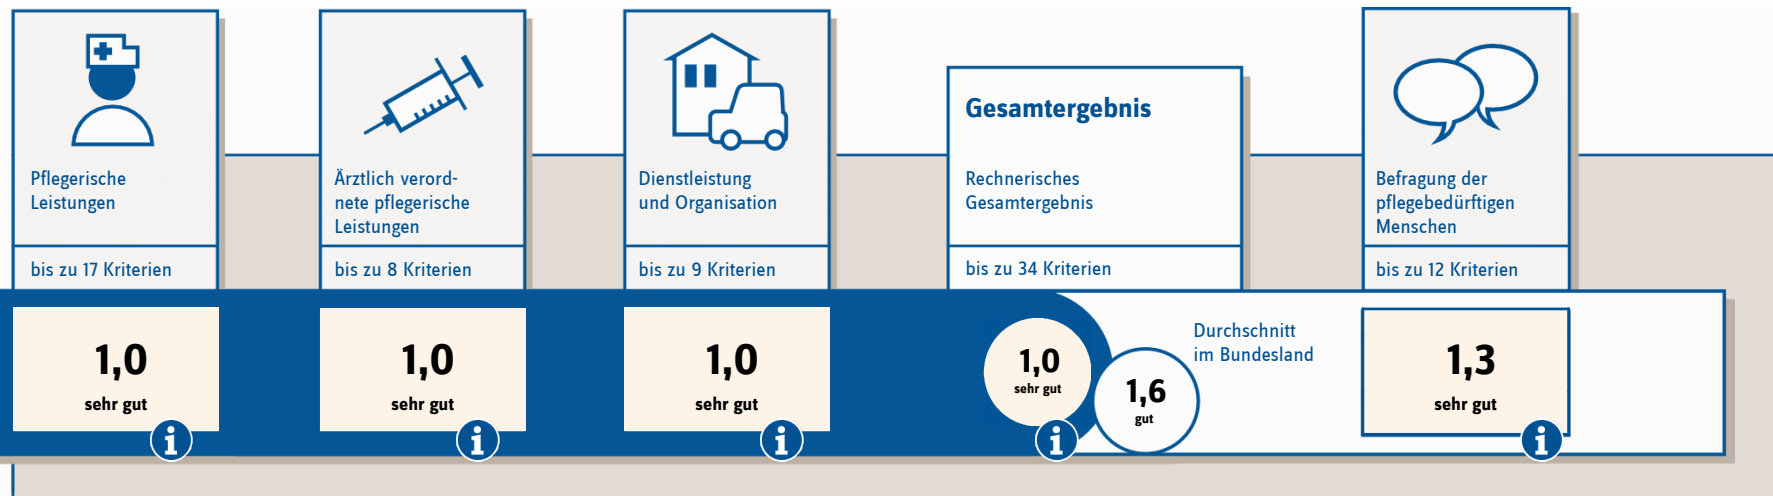 Pflegerische
Leistungen
bis zu 17 Kriterien
1,0
sehr gut
i
Ärztlich verord-
nete pflegerische
Leistungen
bis zu 8 Kriterien
1,0
sehr gut
i
Dienstleistung
und Organisation
bis zu 9 Kriterien
1,0
sehr gut
i
Gesamtergebnis
Rechnerisches
Gesamtergebnis
bis zu 34 Kriterien
1,0
sehr gut
i
1,6
gut
Durchschnitt
im Bundesland
Befragung der
pflegebedürftigen
Menschen
bis zu 12 Kriterien
1,3
sehr gut
i